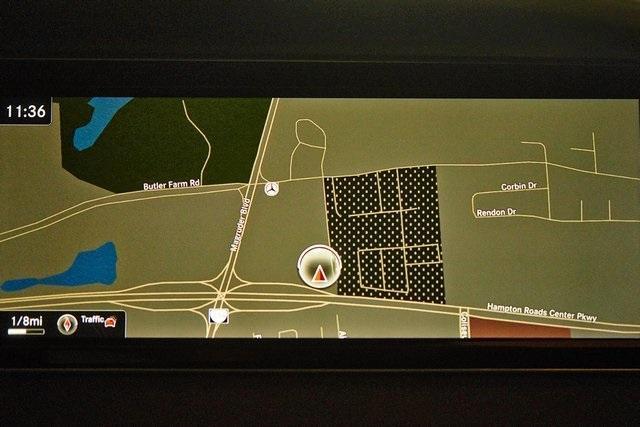 11:36
Butler Farm Rd
Magruder Blvd
Corbin Dr
Rendon Dr
Hampton Roads Center Pkwy
1/8mi
Traffic